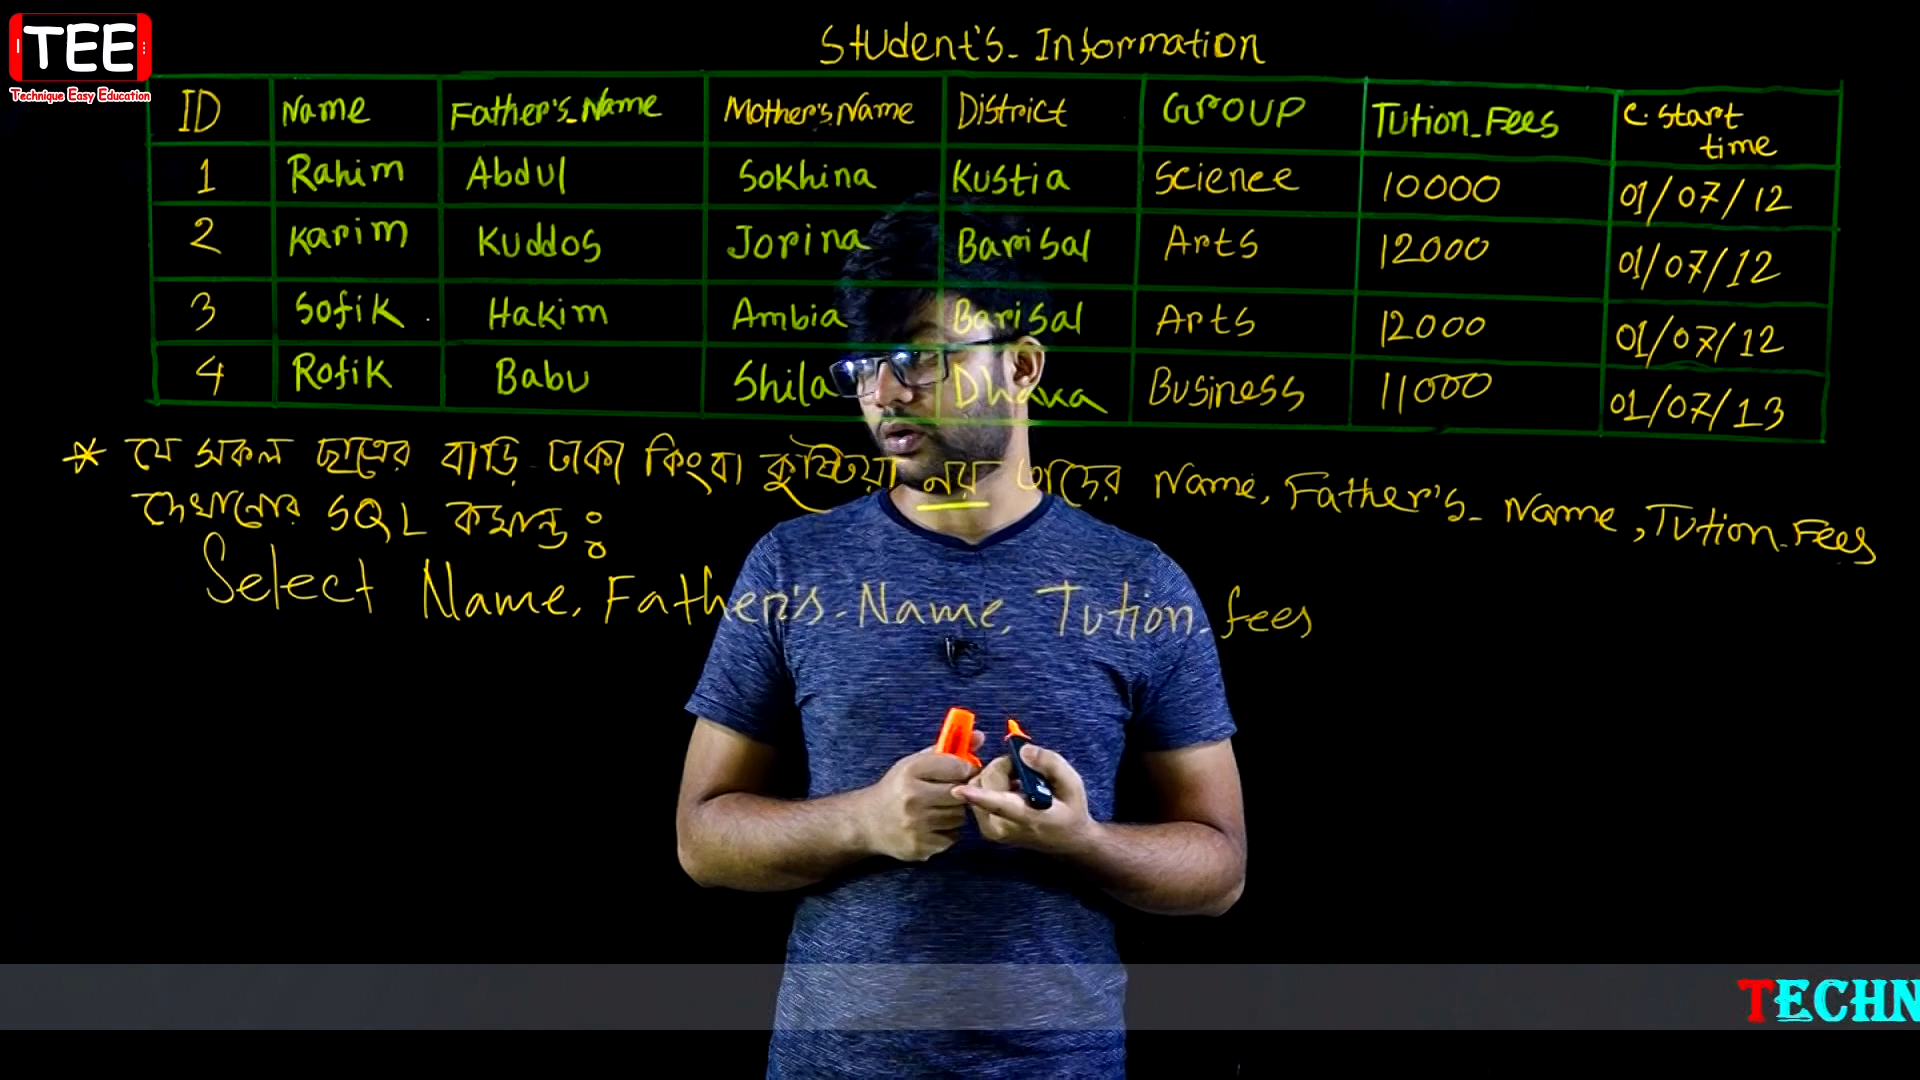 TEE
Technique Easy Education
Student's_Information
ID Name Father's_Name Mother's_Name District GROUP Tution_Fees C. Start time
1 Rahim Abdul Sokhina Kustia Science 10000 01/07/12
2 Karim Kuddos Jorina Barisal Arts 12000 01/07/12
3 Sofik Hakim Ambia Barisal Arts 12000 01/07/12
4 Rofik Babu Shila Dhaka Business 11000 01/07/13
* যে সকল ছাত্রের বাড়ি ঢাকা কিংবা কুষ্টিয়া নয় তাদের Name, Father's_Name, Tution_Fees
দেখানোর SQL কমান্ড:
Select Name, Father's_Name, Tution_fees
TECHN